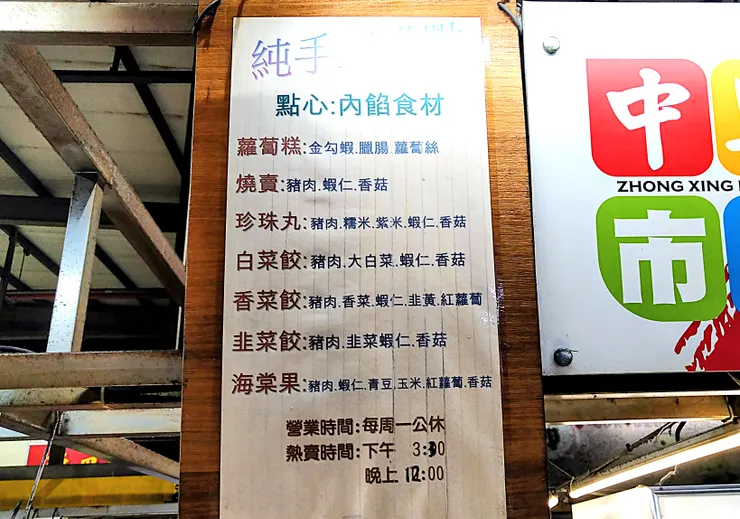 純手
點心:內餡食材
蘿蔔糕:金勾蝦.臘腸.蘿蔔絲
燒賣:豬肉.蝦仁.香菇
珍珠丸:豬肉.糯米.紫米.蝦仁.香菇
白菜餃:豬肉.大白菜.蝦仁.香菇
香菜餃:豬肉.香菜.蝦仁.韭黃.紅蘿蔔
韭菜餃:豬肉.韭菜蝦仁.香菇
海棠果:豬肉.蝦仁.青豆.玉米.紅蘿蔔.香菇
營業時間:每周一公休
熱賣時間:下午 3:30
晚上 12:00
中
ZHONG XING
市